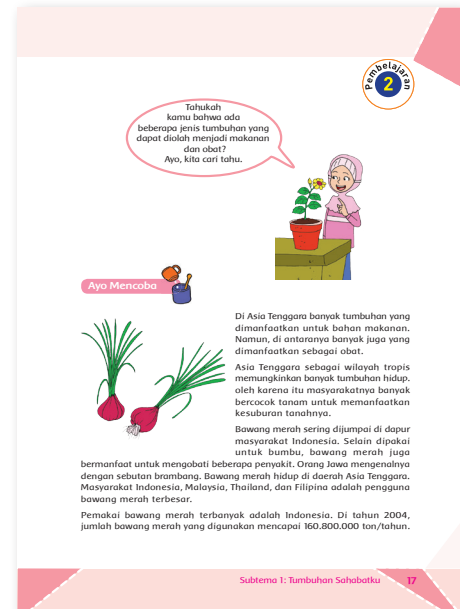 Pembelajaran
2
Tahukah
kamu bahwa ada
beberapa jenis tumbuhan yang
dapat diolah menjadi makanan
dan obat?
Ayo, kita cari tahu.
Ayo Mencoba
Di Asia Tenggara banyak tumbuhan yang
dimanfaatkan untuk bahan makanan.
Namun, di antaranya banyak juga yang
dimanfaatkan sebagai obat.
Asia Tenggara sebagai wilayah tropis
memungkinkan banyak tumbuhan hidup.
oleh karena itu masyarakatnya banyak
bercocok tanam untuk memanfaatkan
kesuburan tanahnya.
Bawang merah sering dijumpai di dapur
masyarakat Indonesia. Selain dipakai
untuk bumbu, bawang merah juga
bermanfaat untuk mengobati beberapa penyakit. Orang Jawa mengenalnya
dengan sebutan brambang. Bawang merah hidup di daerah Asia Tenggara.
Masyarakat Indonesia, Malaysia, Thailand, dan Filipina adalah pengguna
bawang merah terbesar.
Pemakai bawang merah terbanyak adalah Indonesia. Di tahun 2004,
jumlah bawang merah yang digunakan mencapai 160.800.000 ton/tahun.
Subtema 1: Tumbuhan Sahabatku
17